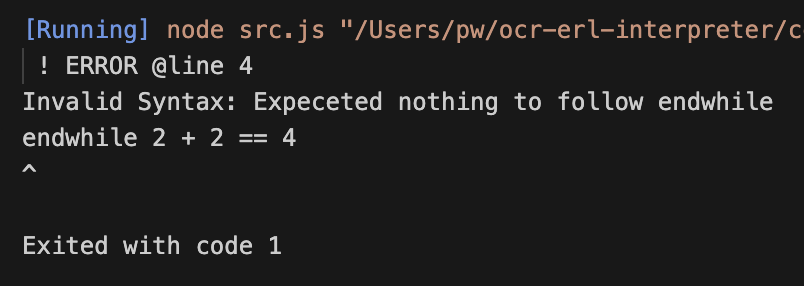 [Running] node src.js "/Users/pw/ocr-erl-interpreter/c
! ERROR @line 4
Invalid Syntax: Expeceted nothing to follow endwhile
endwhile 2 + 2 == 4
^
Exited with code 1